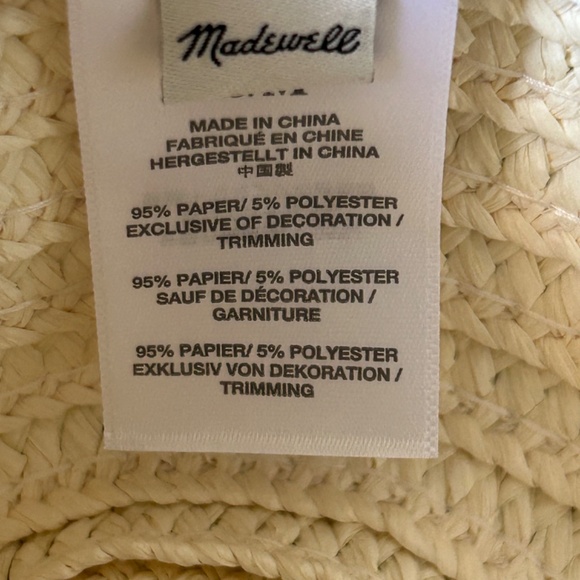 Madewell
MADE IN CHINA
FABRIQUÉ EN CHINE
HERGESTELLT IN CHINA
中国製
95% PAPER/ 5% POLYESTER
EXCLUSIVE OF DECORATION /
TRIMMING
95% PAPIER/ 5% POLYESTER
SAUF DE DÉCORATION /
GARNITURE
95% PAPIER/ 5% POLYESTER
EXKLUSIV VON DEKORATION /
TRIMMING